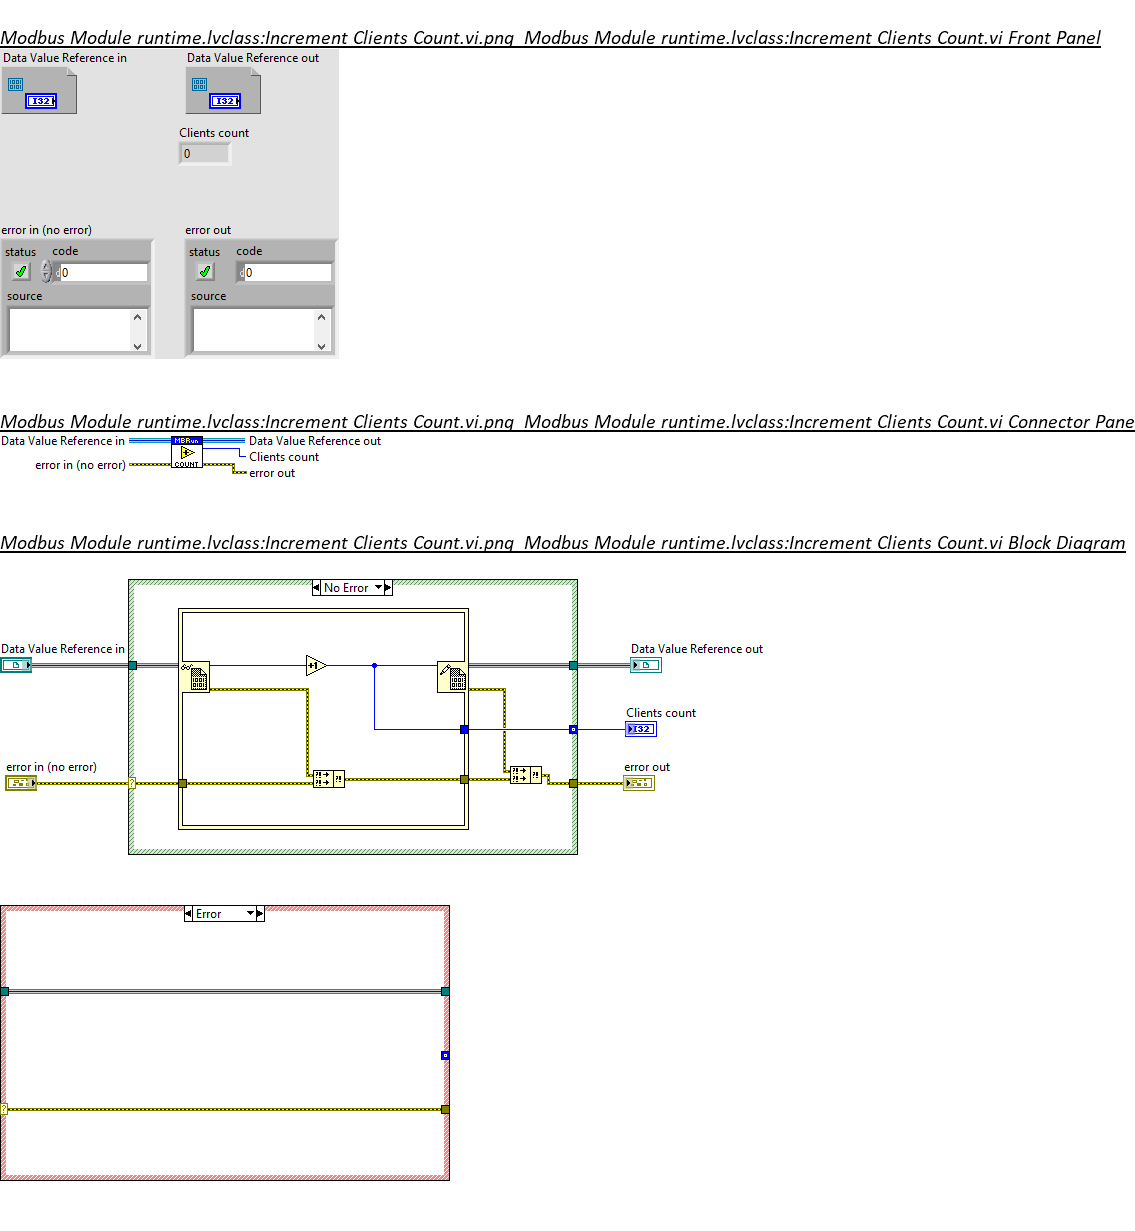 Modbus Module runtime.lvclass:Increment Clients Count.vi.png Modbus Module runtime.lvclass:Increment Clients Count.vi Front Panel
Data Value Reference in
Data Value Reference out
I32
I32
Clients count
0
error in (no error)
error out
status code
status code
0
0
source
source
Modbus Module runtime.lvclass:Increment Clients Count.vi.png Modbus Module runtime.lvclass:Increment Clients Count.vi Connector Pane
Data Value Reference in
MBRun
Data Value Reference out
Clients count
error in (no error)
COUNT
error out
Modbus Module runtime.lvclass:Increment Clients Count.vi.png Modbus Module runtime.lvclass:Increment Clients Count.vi Block Diagram
No Error
Data Value Reference in
Data Value Reference out
+1
Clients count
I32
error in (no error)
error out
?! ?! ?!
?! ?! ?!
?
Error
?